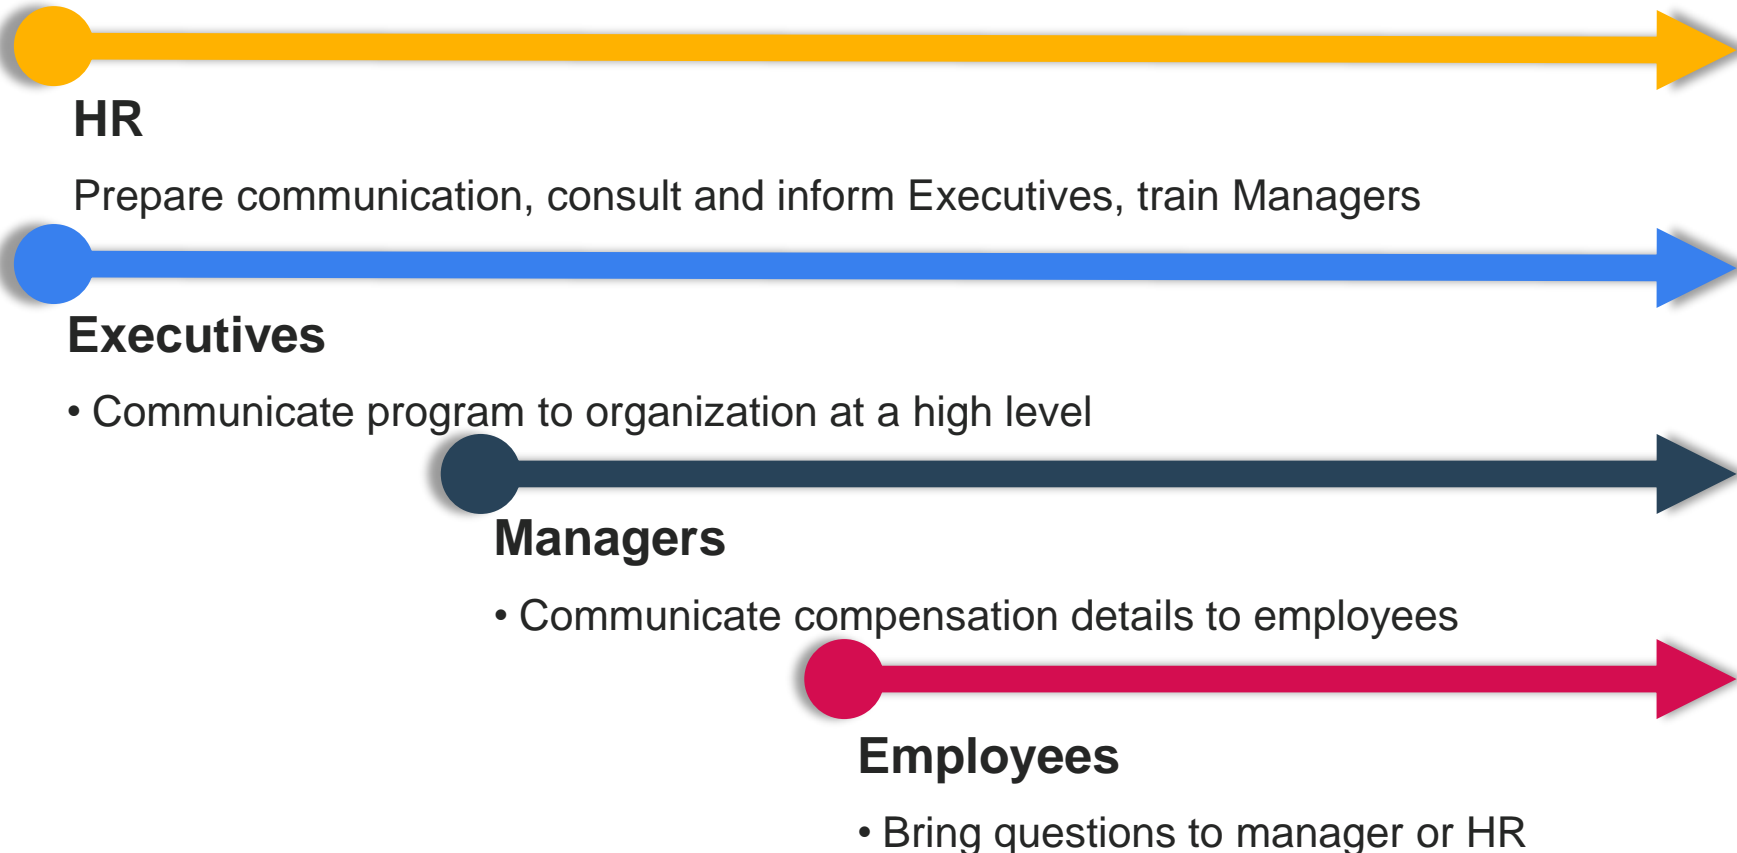 HR
Prepare communication, consult and inform Executives, train Managers
Executives
• Communicate program to organization at a high level
Managers
• Communicate compensation details to employees
Employees
• Bring questions to manager or HR